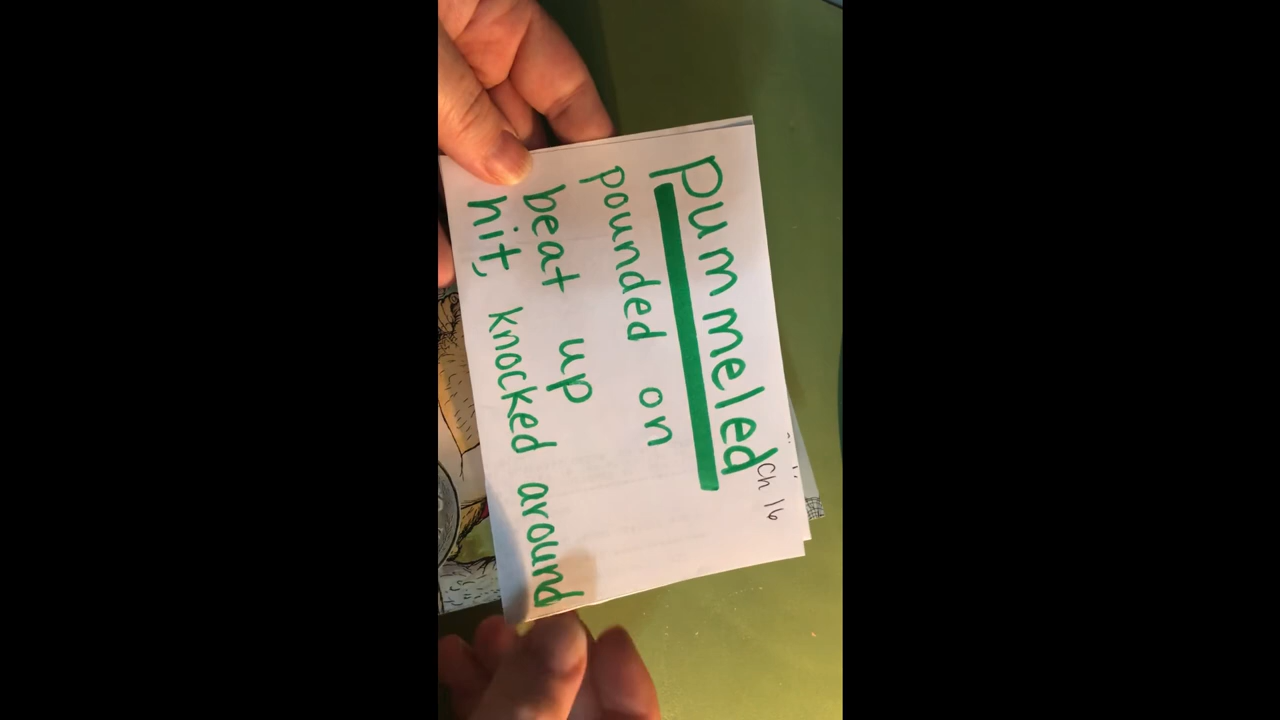 Ch 16
pummeled
pounded on
beat up
hit, knocked around